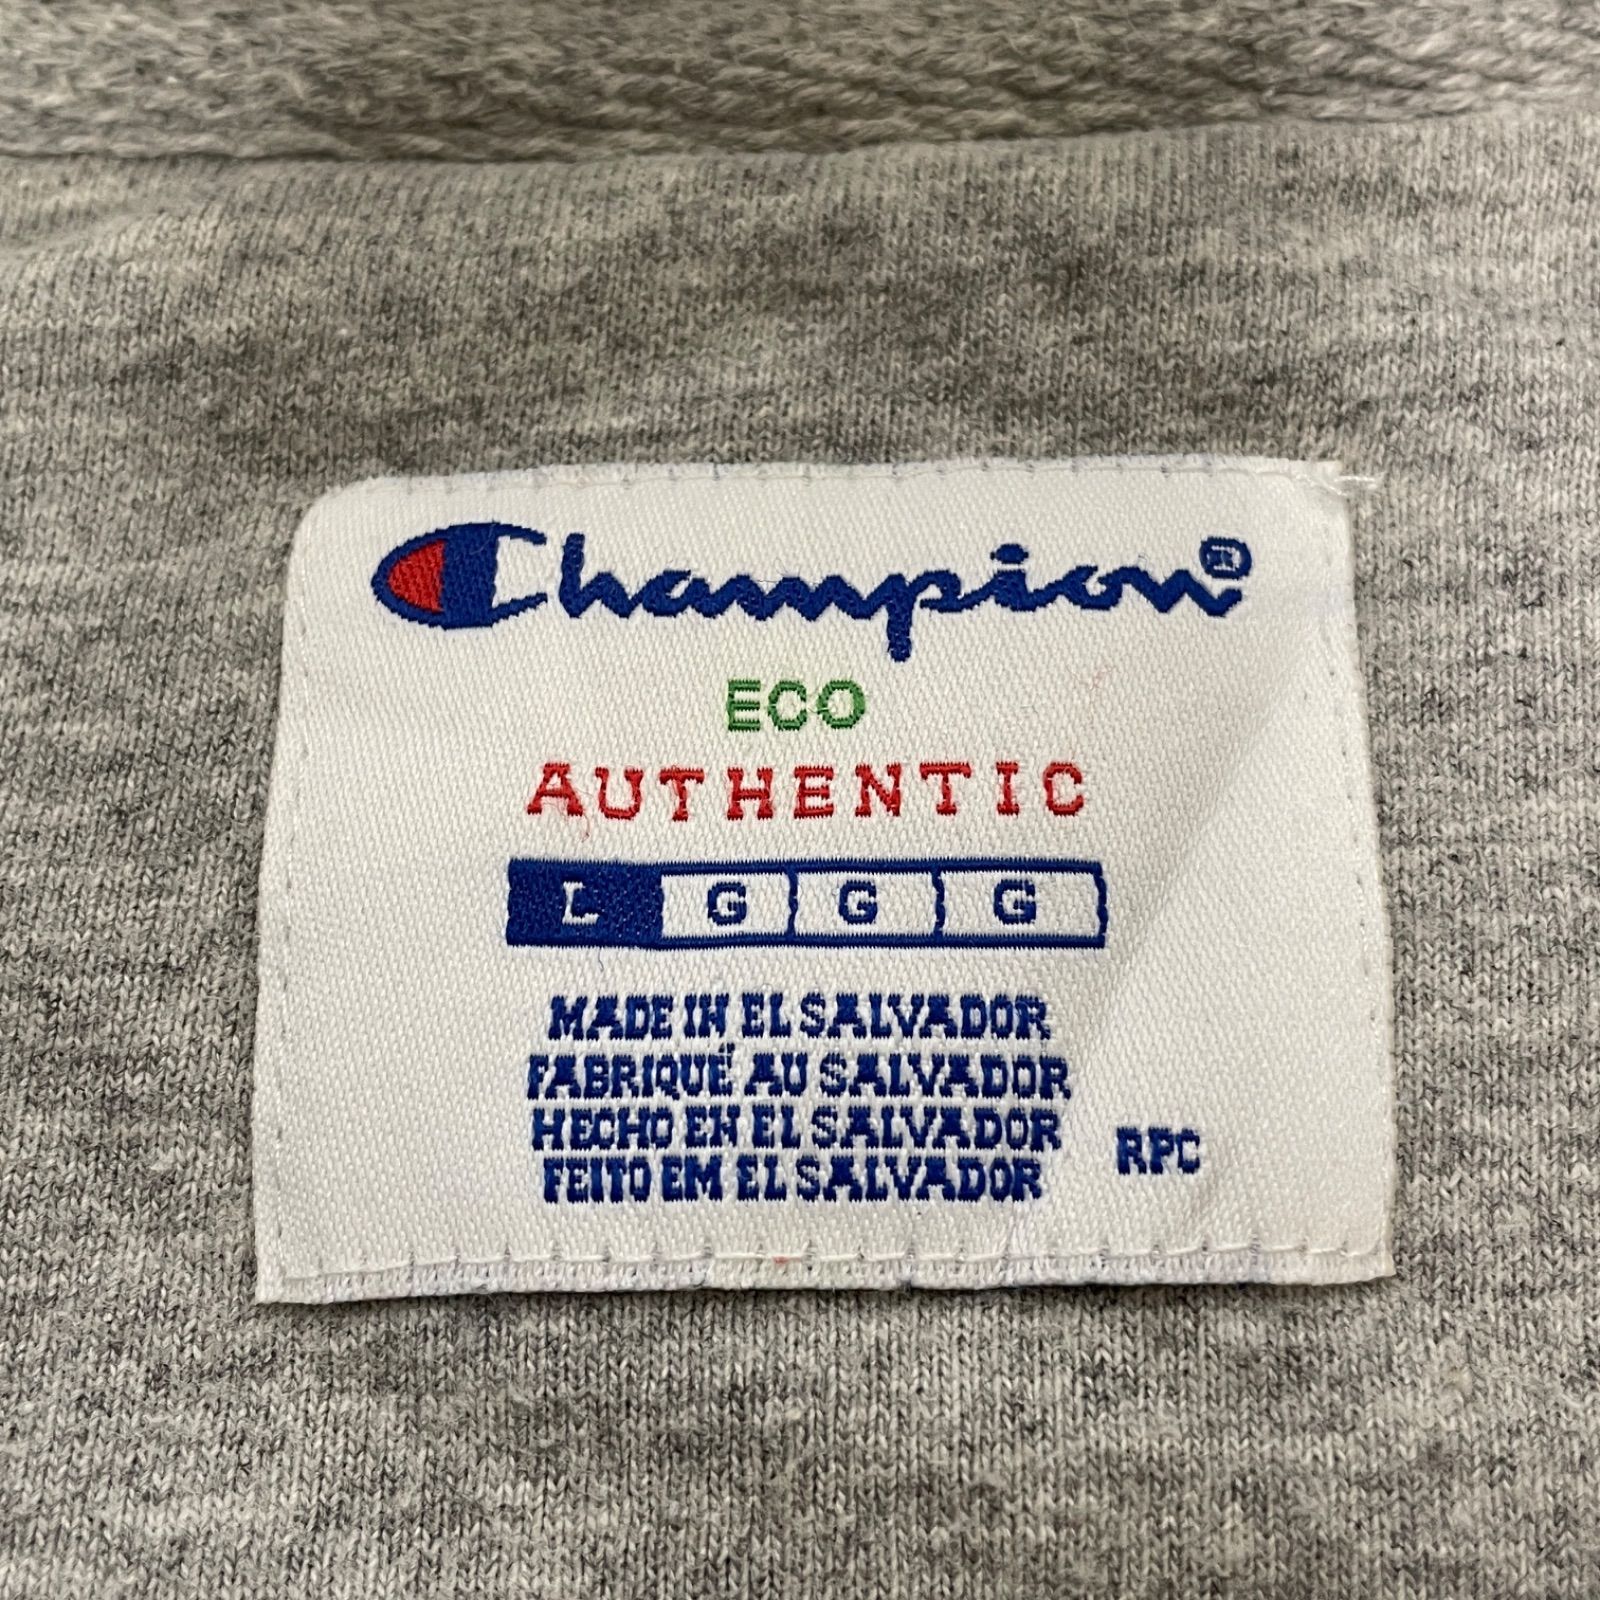 Champion®
ECO
AUTHENTIC
L G G G
MADE IN EL SALVADOR
FABRIQUÉ AU SALVADOR
HECHO EN EL SALVADOR
FEITO EM EL SALVADOR
RPC